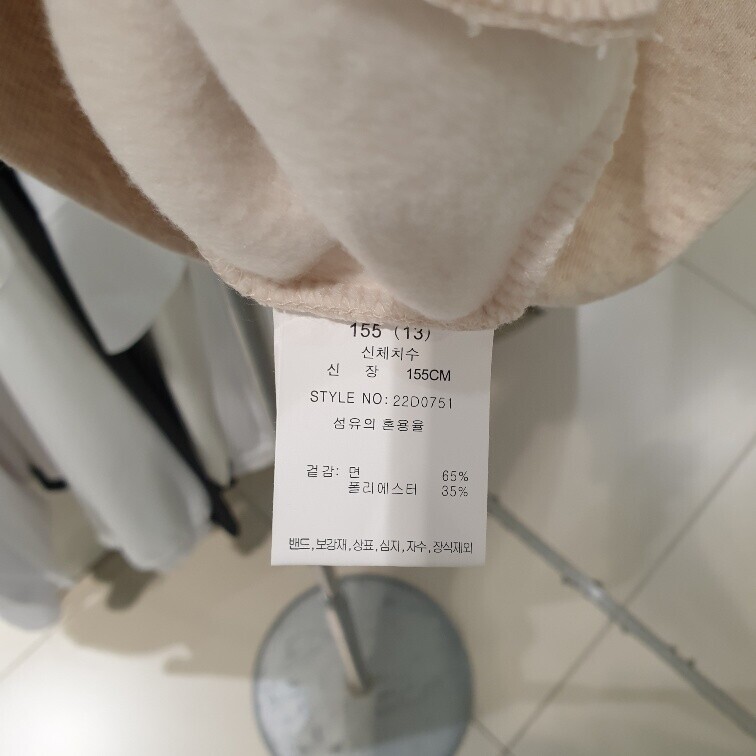 155 (13)
신체치수
신 장 155CM
STYLE NO: 22D0751
섬유의 혼용율
겉감: 면 65%
폴리에스터 35%
밴드,보강재,상표,심지,자수,장식제외